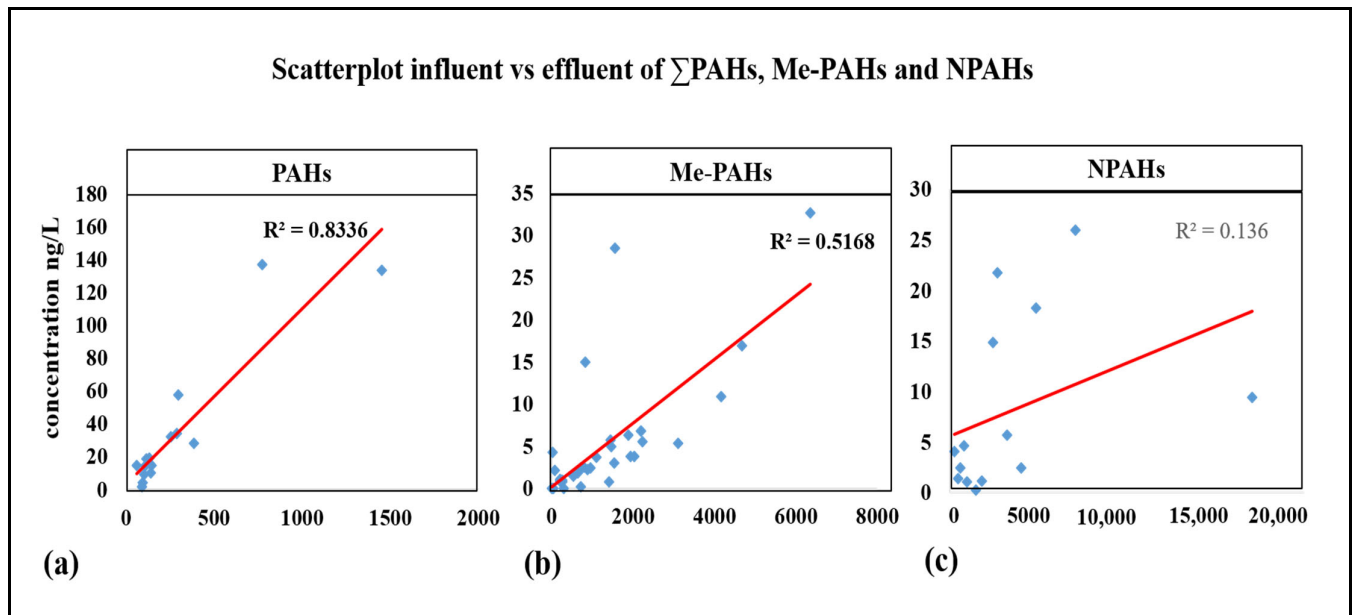 Scatterplot influent vs effluent of ∑PAHs, Me-PAHs and NPAHs
concentration ng/L
PAHs
180
160
140
120
100
80
60
40
20
0
R² = 0.8336
0 500 1000 1500 2000
(a)
Me-PAHs
35
30
25
20
15
10
5
0
R² = 0.5168
0 2000 4000 6000 8000
(b)
NPAHs
30
25
20
15
10
5
0
R² = 0.136
0 5000 10,000 15,000 20,000
(c)